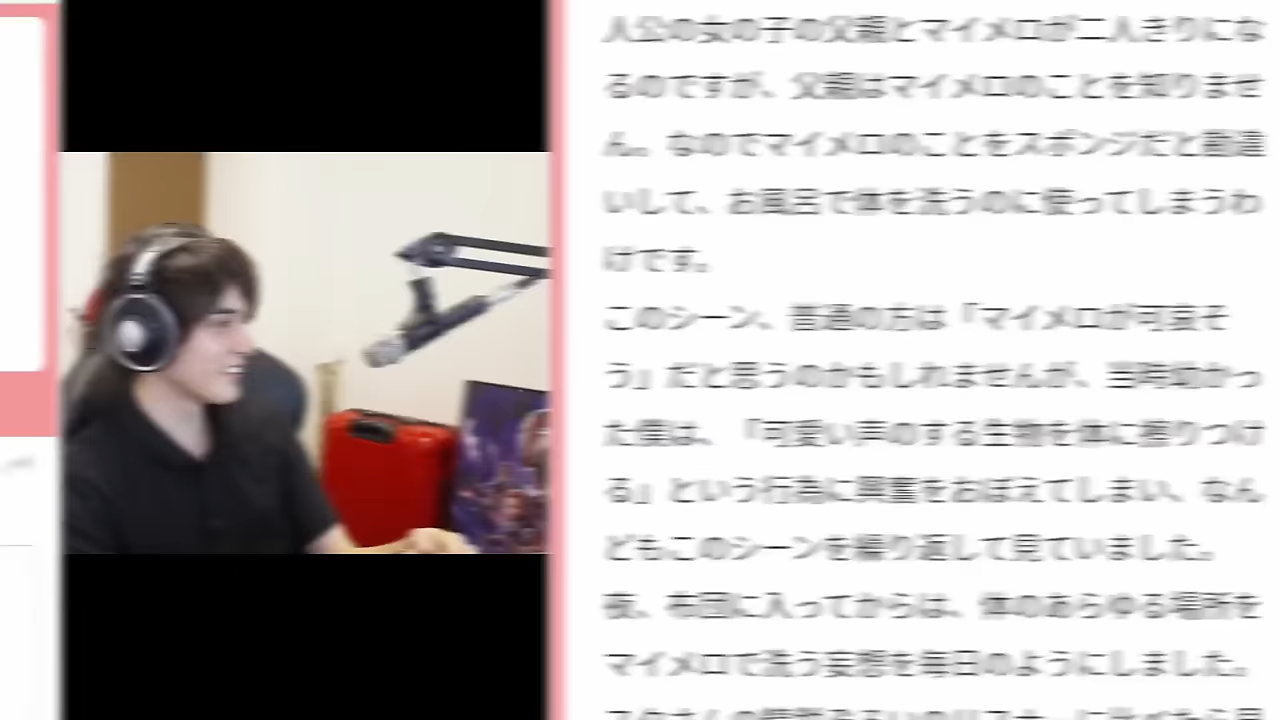 人公の女の子の父親とマイメロが二人きりにな
るのですが、父親はマイメロのことを知りませ
ん。なのでマイメロのことをスポンジだと勘違
いして、お風呂で体を洗うのに使ってしまうわ
けです。
このシーン、普通の方は「マイメロが可哀そ
う」だと思うのかもしれませんが、当時幼かっ
た僕は、「可愛い声のする生物を体に擦りつけ
る」という行為に興奮をおぼえてしまい、なん
どもこのシーンを繰り返して見ていました。
夜、布団に入ってからは、体のあらゆる場所を
マイメロで洗う妄想を毎日のようにしました。